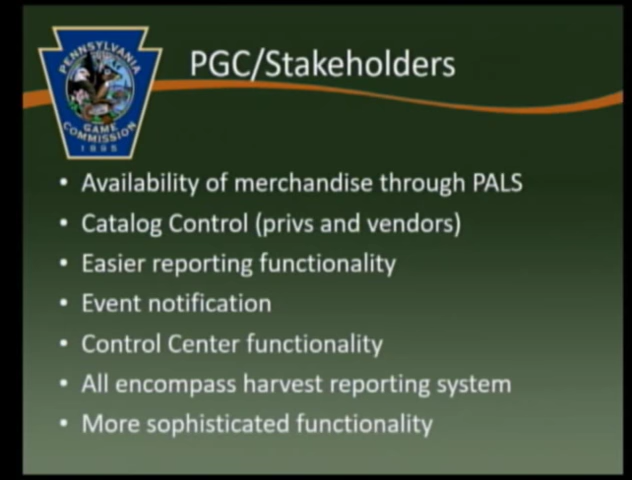 PGC/Stakeholders
PENNSYLVANIA
GAME
COMMISSION
1895
• Availability of merchandise through PALS
• Catalog Control (privs and vendors)
• Easier reporting functionality
• Event notification
• Control Center functionality
• All encompass harvest reporting system
• More sophisticated functionality